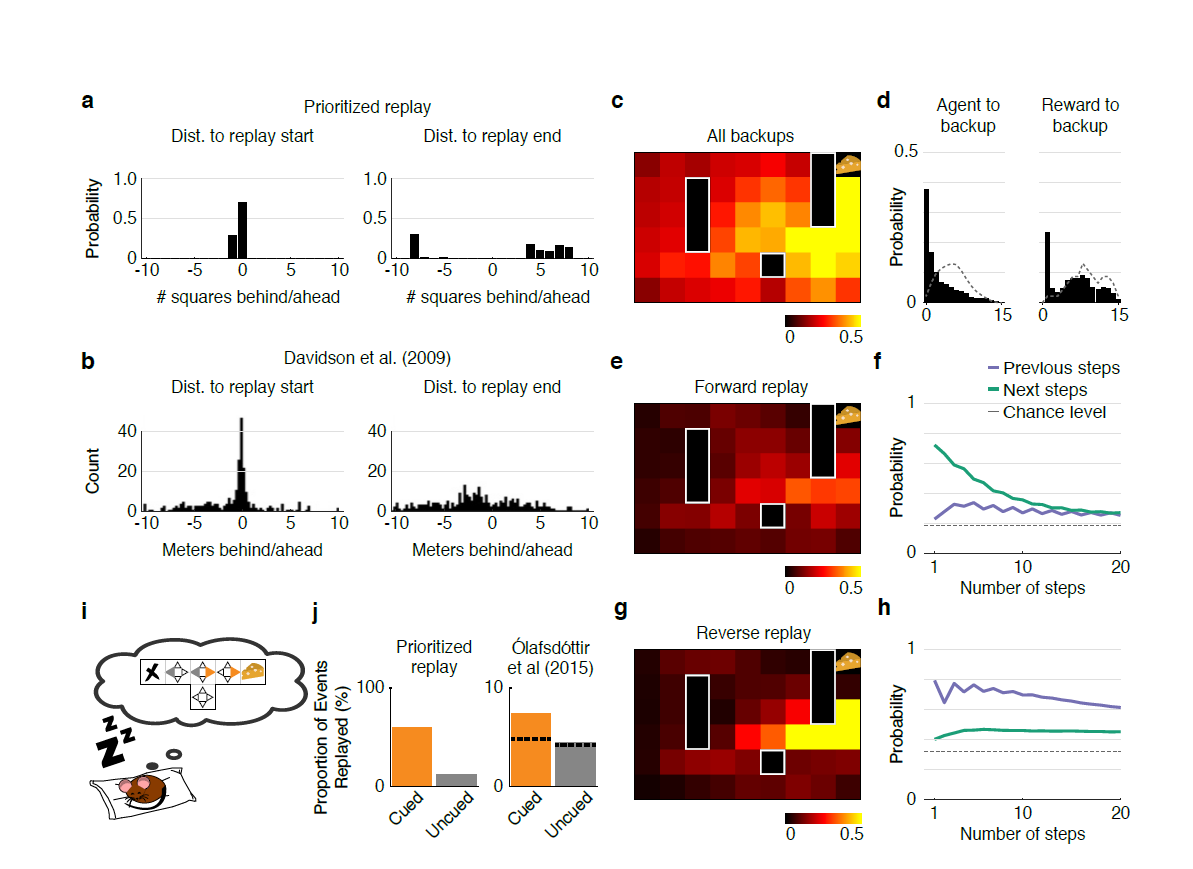 a
Prioritized replay
Dist. to replay start
Dist. to replay end
Probability
1.0
0.5
0
-10
-5
0
5
10
# squares behind/ahead
1.0
0.5
0
-10
-5
0
5
10
# squares behind/ahead
b
Davidson et al. (2009)
Dist. to replay start
Dist. to replay end
Count
40
20
0
-10
-5
0
5
10
Meters behind/ahead
40
20
0
-10
-5
0
5
10
Meters behind/ahead
c
All backups
0
0.5
d
Agent to
backup
Reward to
backup
Probability
0.5
0
0
15
0
15
e
Forward replay
0
0.5
f
Prevlous steps
Next steps
Chance level
Probability
1
0
1
10
20
Number of steps
g
Reverse replay
0
0.5
h
Probability
1
0
1
10
20
Number of steps
i
X
z
z
Z
j
Proportion of Events
Replayed (%)
Prioritized
replay
100
0
Cued
Uncued
Ólafsdóttir
et al (2015)
10
0
Cued
Uncued